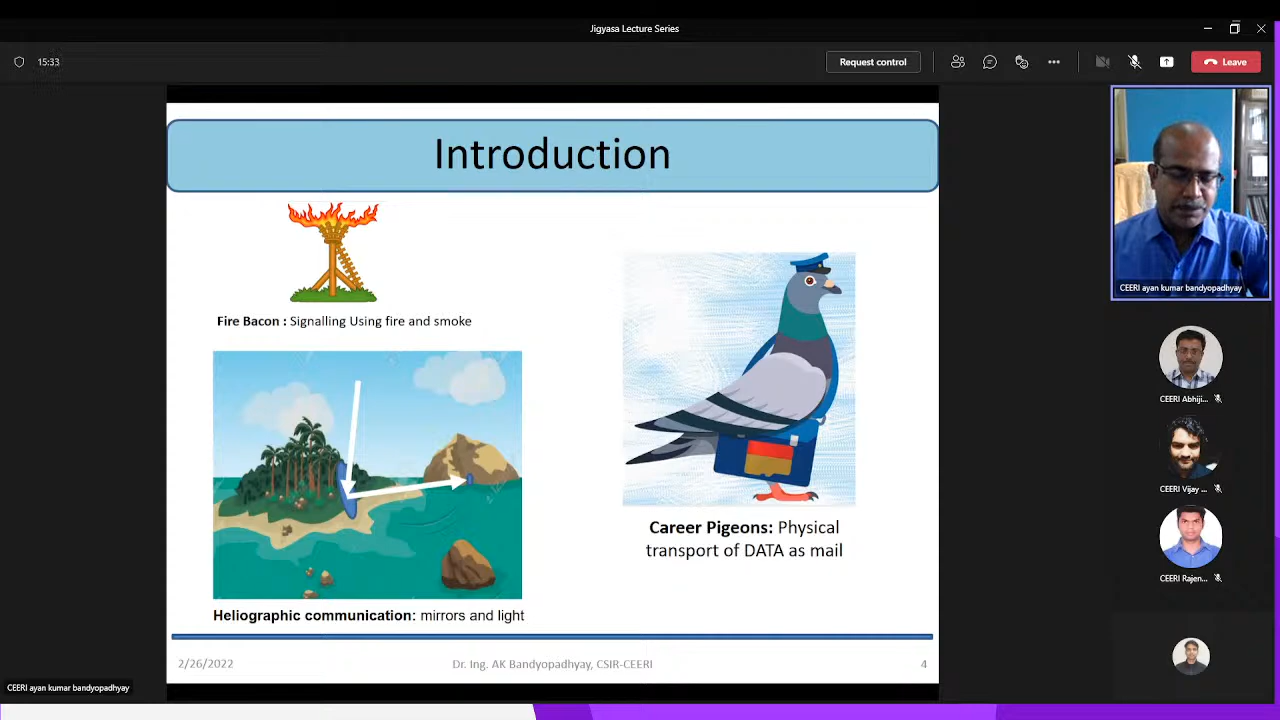 Jigyasa Lecture Series
15:33
Request control
Leave
Introduction
Fire Bacon : Signalling Using fire and smoke
Career Pigeons: Physical
transport of DATA as mail
Heliographic communication: mirrors and light
2/26/2022
Dr. Ing. AK Bandyopadhyay, CSIR-CEERI
4
CEERI ayan kumar bandyopadhyay
CEERI Abhiji...
CEERI Vijay ...
CEERI Rajen...
CEERI ayan kumar bandyopadhyay